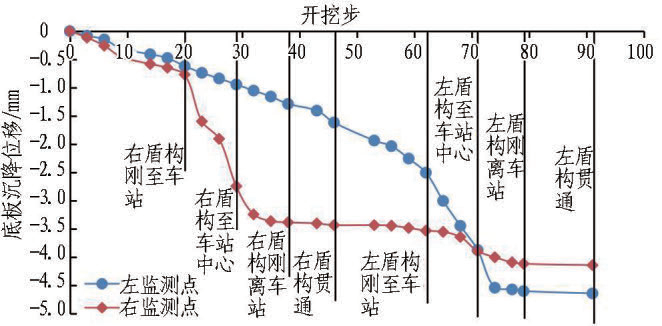 开挖步
0 10 20 30 40 50 60 70 80 90 100
0
-0.5
-1.0
-1.5
-2.0
-2.5
-3.0
-3.5
-4.0
-4.5
-5.0
底板沉降位移/mm
右盾构
刚至车
站
右盾
构至
车站
中心
右盾
构刚
离车
站
右盾
构贯
通
左盾构
刚至车
站
左盾
构至
车站
中心
左盾
构刚
离车
站
左盾
构贯
通
左监测点
右监测点